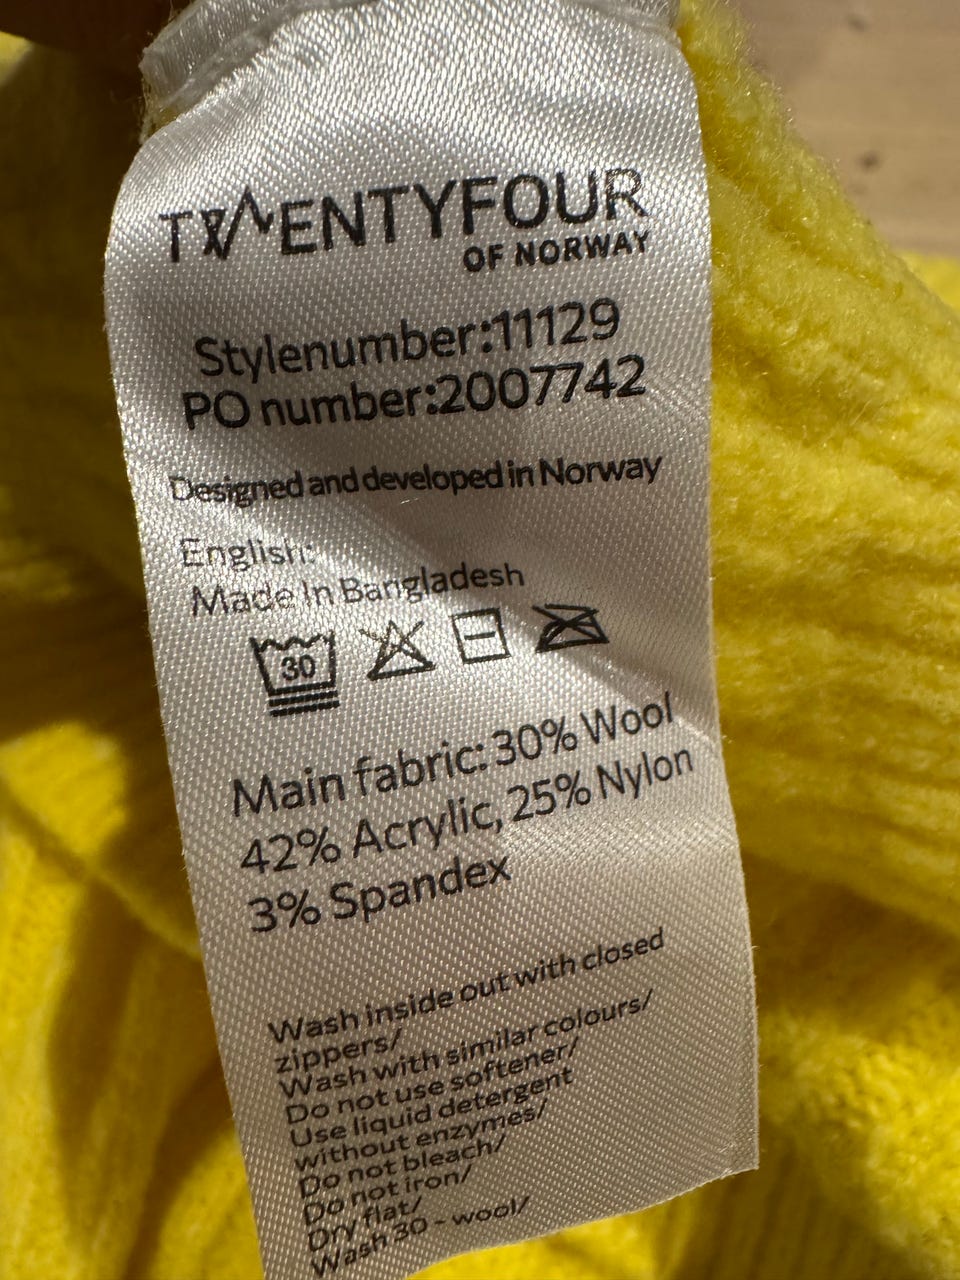 TWENTYFOUR
OF NORWAY
Stylenumber:11129
PO number:2007742
Designed and developed in Norway
English:
Made In Bangladesh
30
Main fabric: 30% Wool
42% Acrylic, 25% Nylon
3% Spandex
Wash inside out with closed
zippers/
Wash with similar colours/
Do not use softener/
Use liquid detergent
without enzymes/
Do not bleach/
Do not iron/
Dry flat/
Wash 30 - wool/